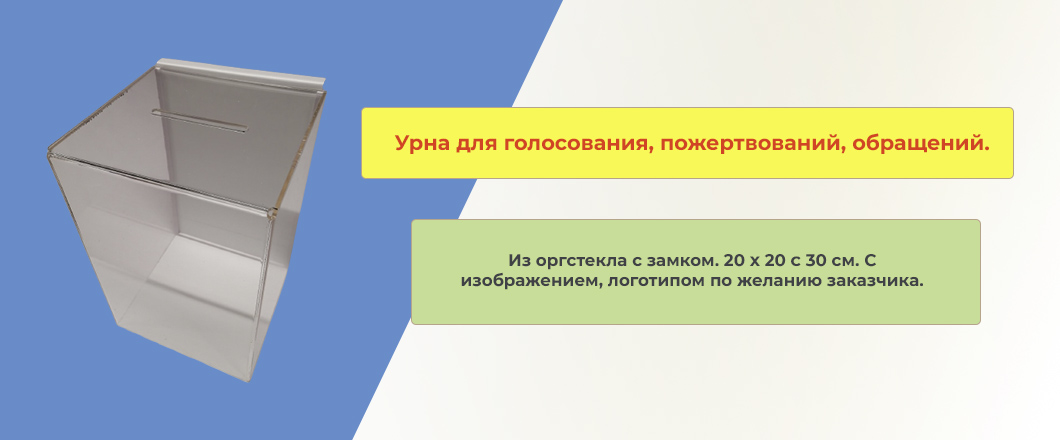 Урна для голосования, пожертвований, обращений.
Из оргстекла с замком. 20 х 20 с 30 см. С
изображением, логотипом по желанию заказчика.